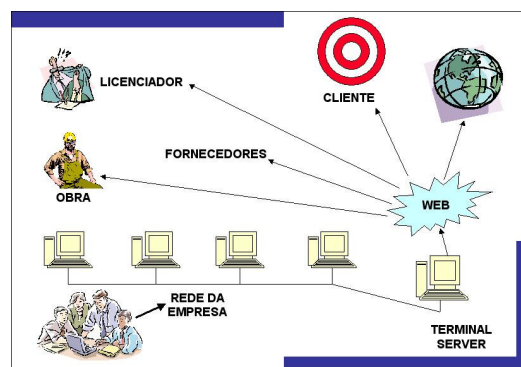 LICENCIADOR
CLIENTE
FORNECEDORES
OBRA
WEB
REDE DA
EMPRESA
TERMINAL
SERVER